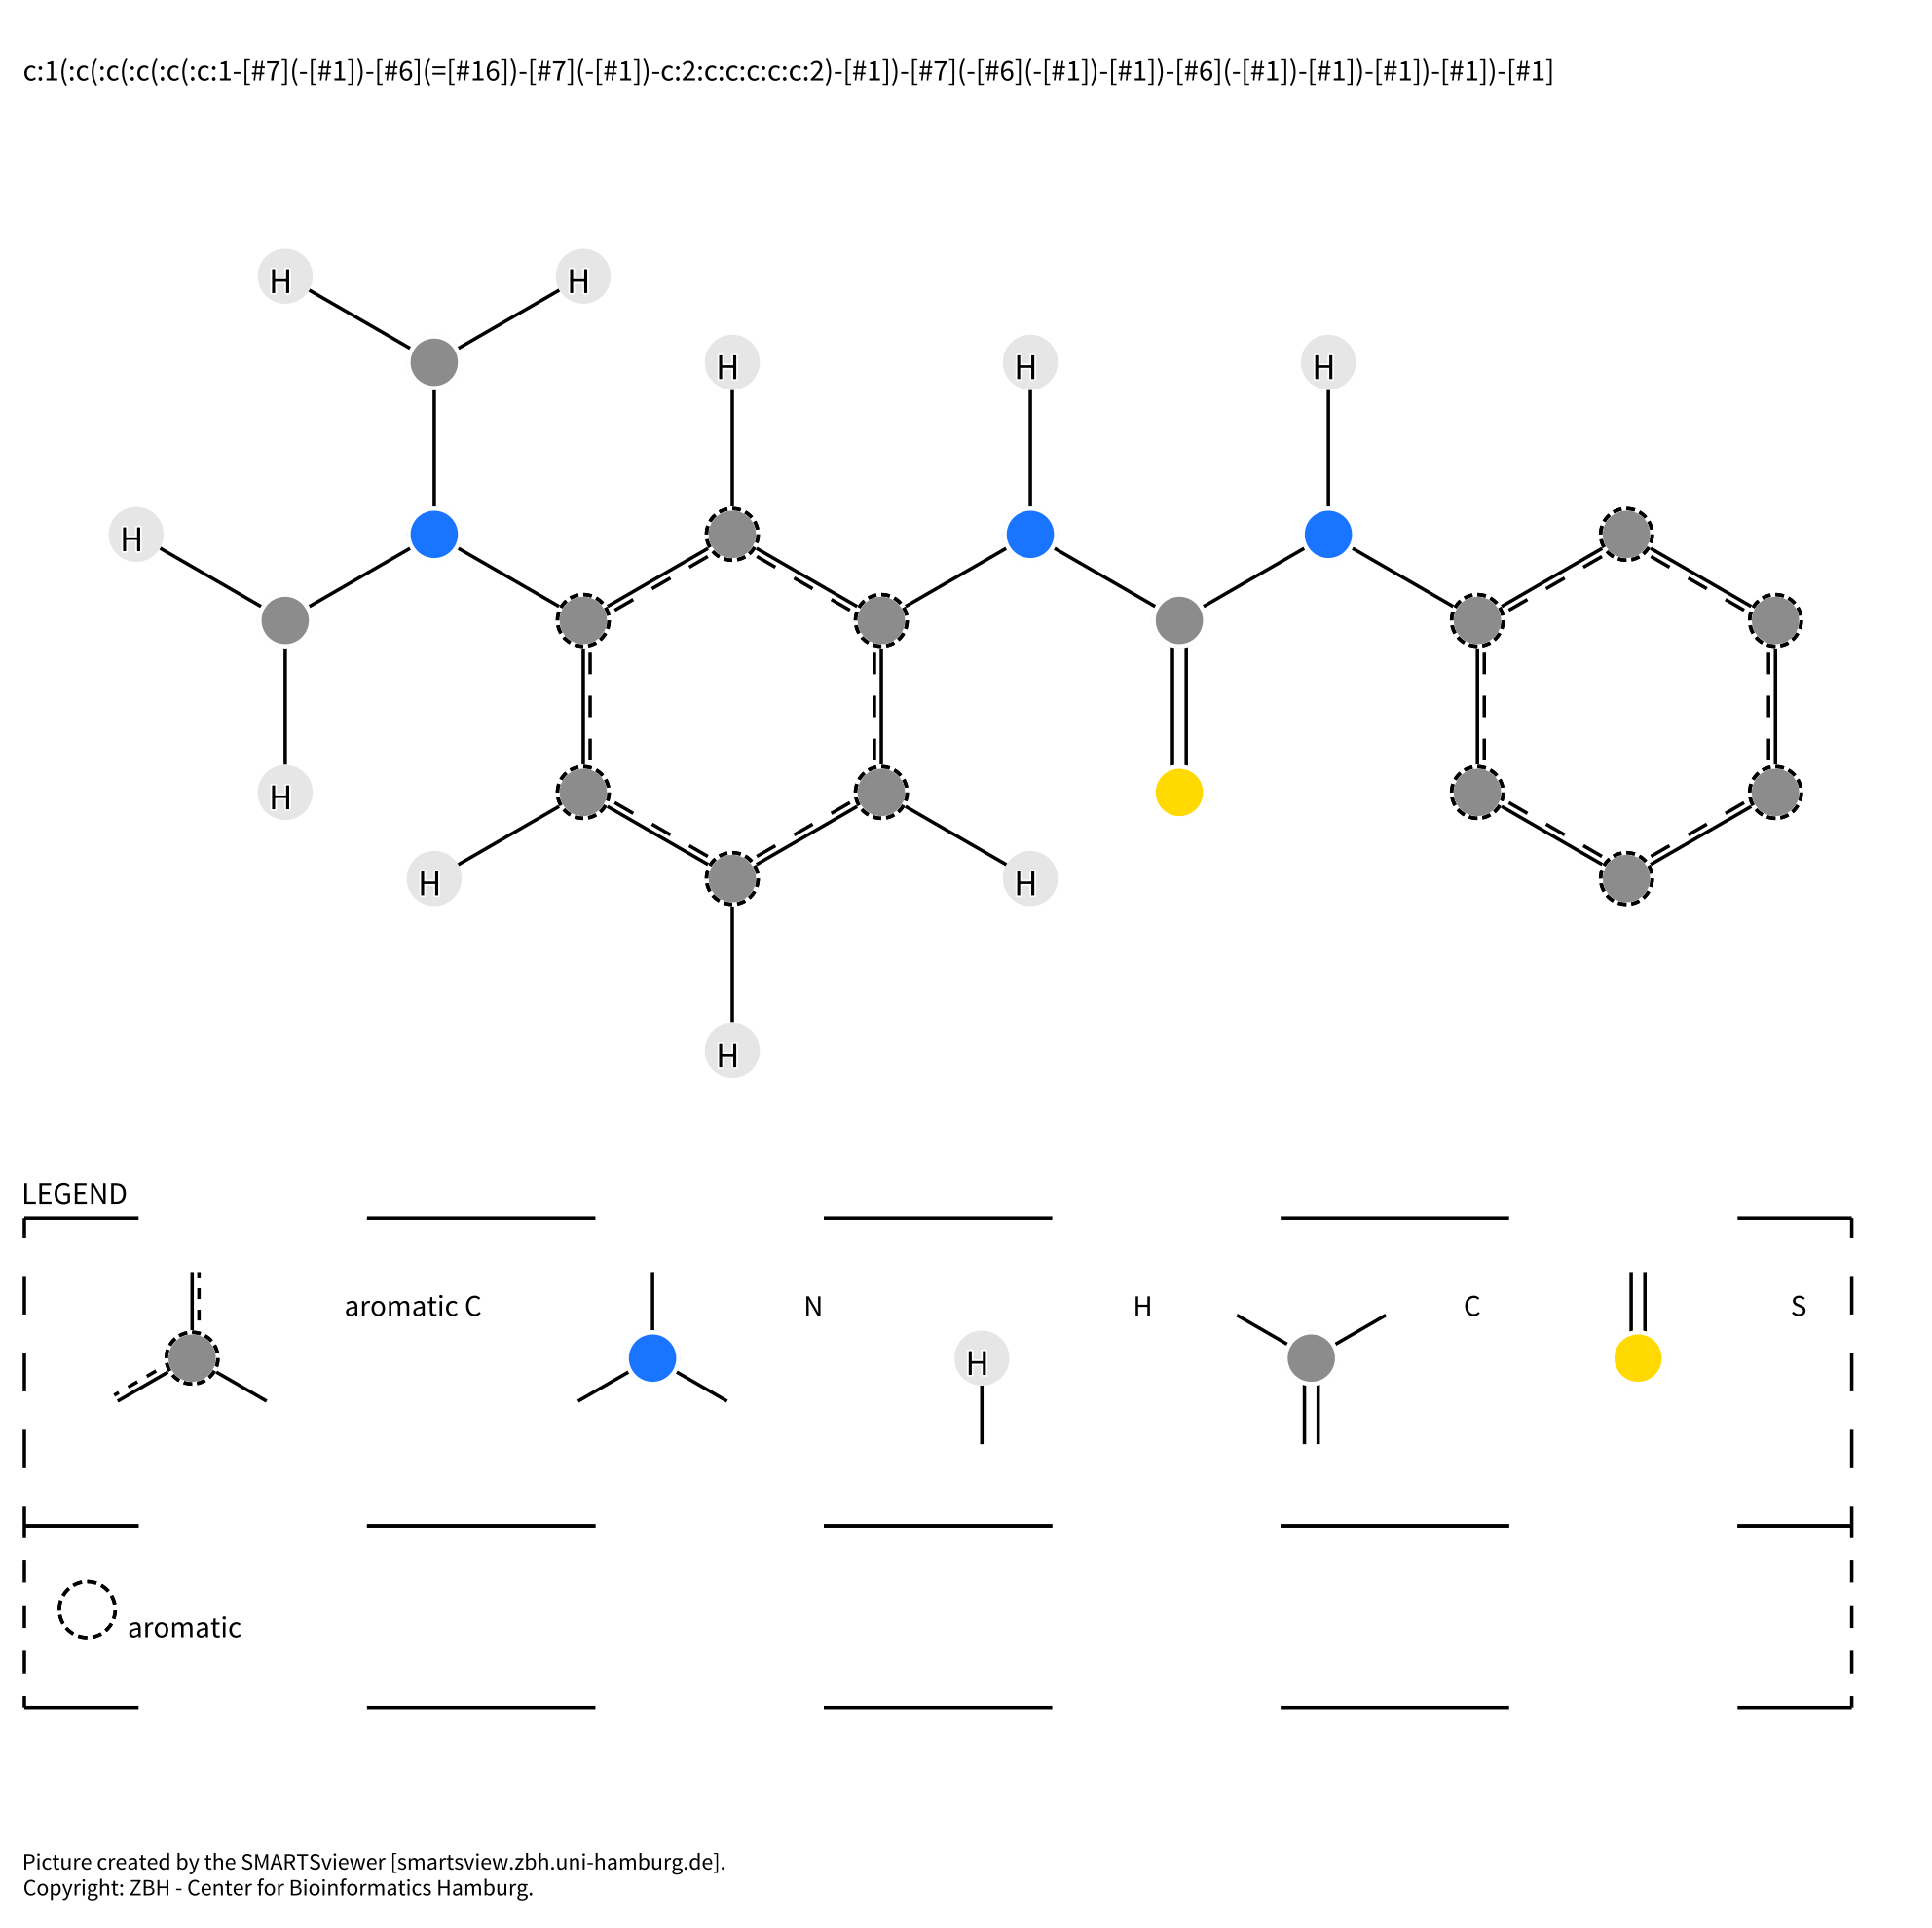 c:1(:c(:c(:c(:c(:c:1-[#7](-[#1])-[#6](=[#16])-[#7](-[#1])-c:2:c:c:c:c:c:2)-[#1])-[#7](-[#6](-[#1])-[#1])-[#6](-[#1])-[#1])-[#1])-[#1])-[#1]
H H
H H H
H
H
H H
H
LEGEND
aromatic C N H C S
H
aromatic
Picture created by the SMARTSviewer [smartsview.zbh.uni-hamburg.de].
Copyright: ZBH - Center for Bioinformatics Hamburg.